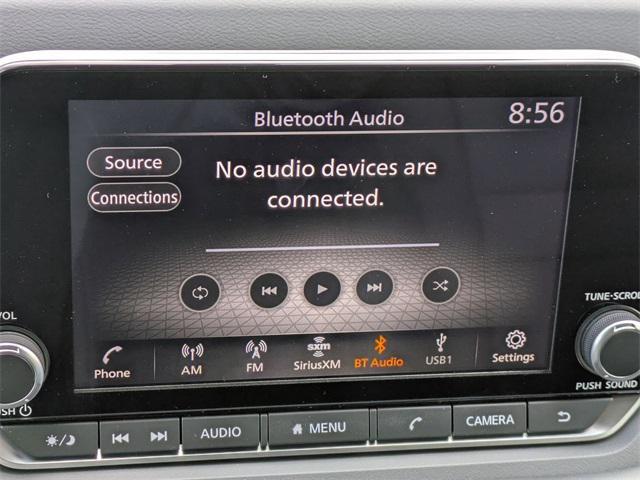 Bluetooth Audio
8:56
Source
No audio devices are
connected.
Connections
Phone
AM
FM
sxm
SiriusXM
BT Audio
USB1
Settings
VOL
TUNE·SCROLL
PUSH SOUND
AUDIO
MENU
CAMERA